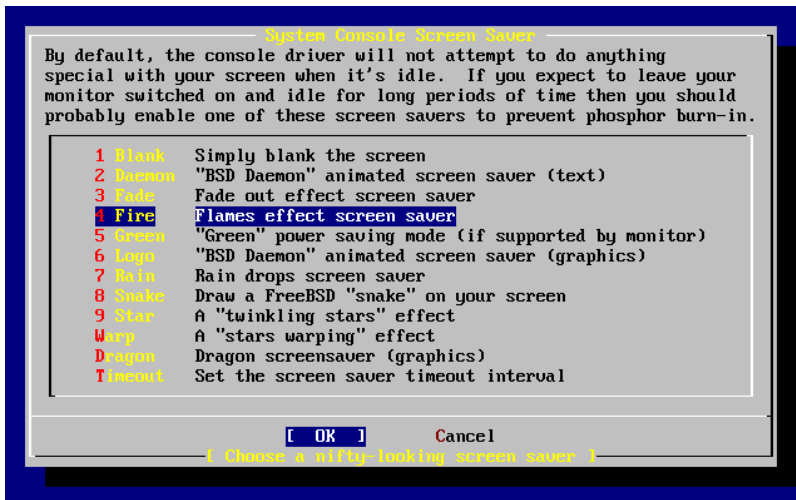 System Console Screen Saver
By default, the console driver will not attempt to do anything
special with your screen when it's idle.  If you expect to leave your
monitor switched on and idle for long periods of time then you should
probably enable one of these screen savers to prevent phosphor burn-in.
1 Blank    Simply blank the screen
2 Daemon   "BSD Daemon" animated screen saver (text)
3 Fade     Fade out effect screen saver
4 Fire     Flames effect screen saver
5 Green    "Green" power saving mode (if supported by monitor)
6 Logo     "BSD Daemon" animated screen saver (graphics)
7 Rain     Rain drops screen saver
8 Snake    Draw a FreeBSD "snake" on your screen
9 Star     A "twinkling stars" effect
Warp       A "stars warping" effect
Dragon     Dragon screensaver (graphics)
Timeout    Set the screen saver timeout interval
[  OK  ]       Cancel
[ Choose a nifty-looking screen saver ]